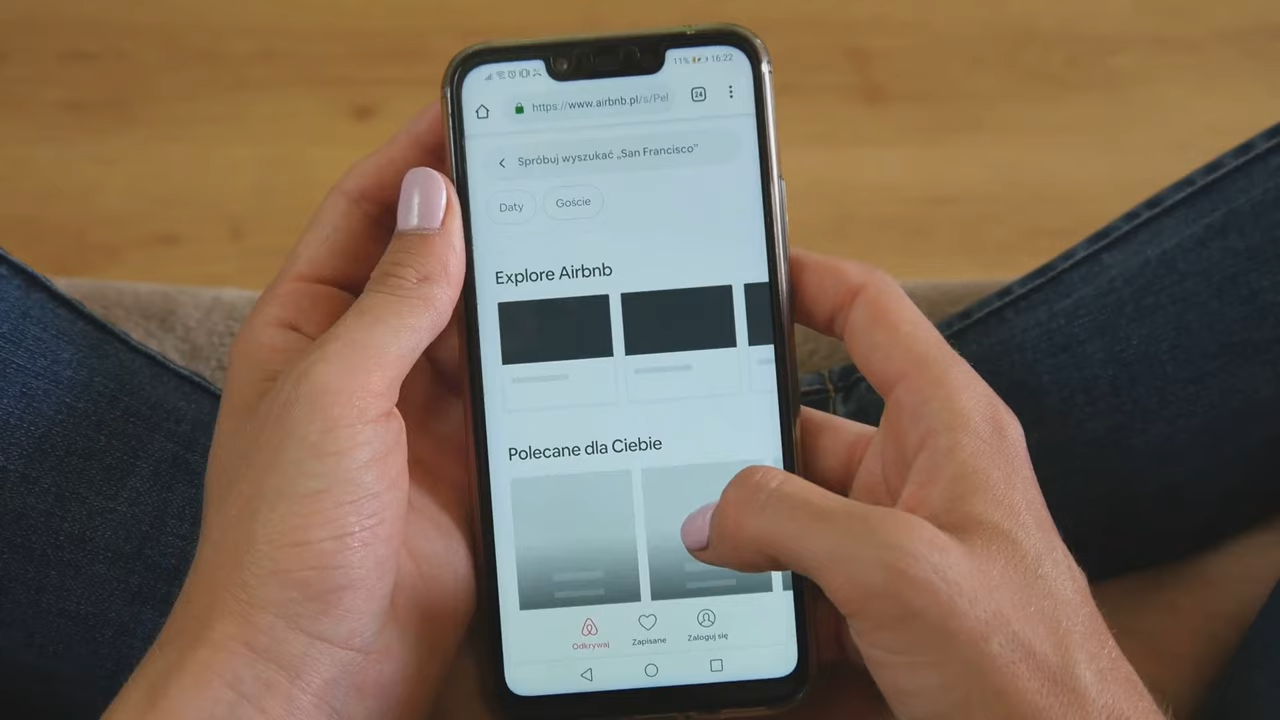 11% 16:22
https://www.airbnb.pl/s/Pel
24
Spróbuj wyszukać „San Francisco”
Daty Goście
Explore Airbnb
Polecane dla Ciebie
Odkrywaj Zapisane Zaloguj się